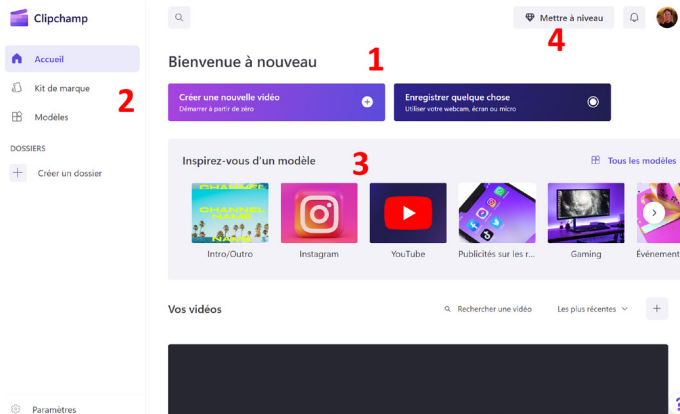 Clipchamp
Mettre à niveau
4
Accueil
Kit de marque
2
Modèles
DOSSIERS
Créer un dossier
Paramètres
Bienvenue à nouveau
1
Créer une nouvelle vidéo
Démarrer à partir de zéro
Enregistrer quelque chose
Utiliser votre webcam, écran ou micro
Inspirez-vous d'un modèle
3
Tous les modèles
CHANNEL
NAME
Intro/Outro
Instagram
YouTube
Publicités sur les r...
Gaming
Événement
Vos vidéos
Rechercher une vidéo
Les plus récentes
?